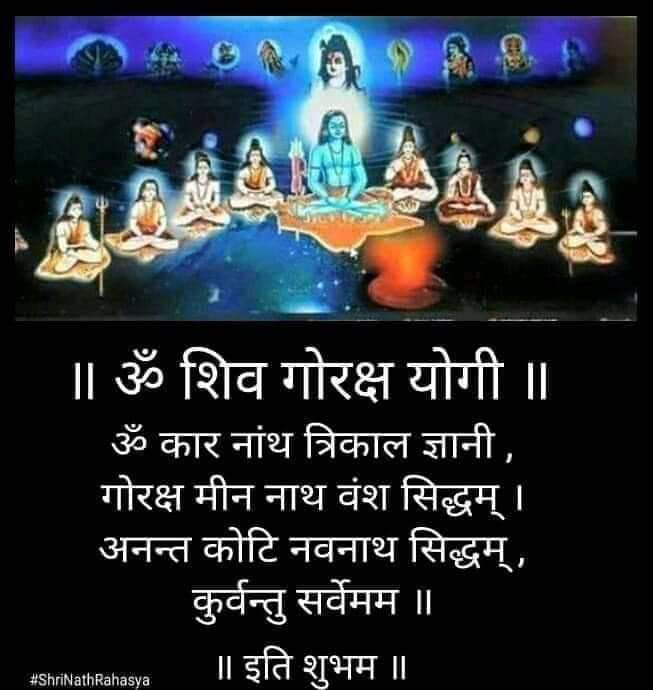 ॥ ॐ शिव गोरक्ष योगी ॥
ॐ कार नांथ त्रिकाल ज्ञानी ,
गोरक्ष मीन नाथ वंश सिद्धम् ।
अनन्त कोटि नवनाथ सिद्धम् ,
कुर्वन्तु सर्वेमम ॥
॥ इति शुभम ॥
#ShriNathRahasya